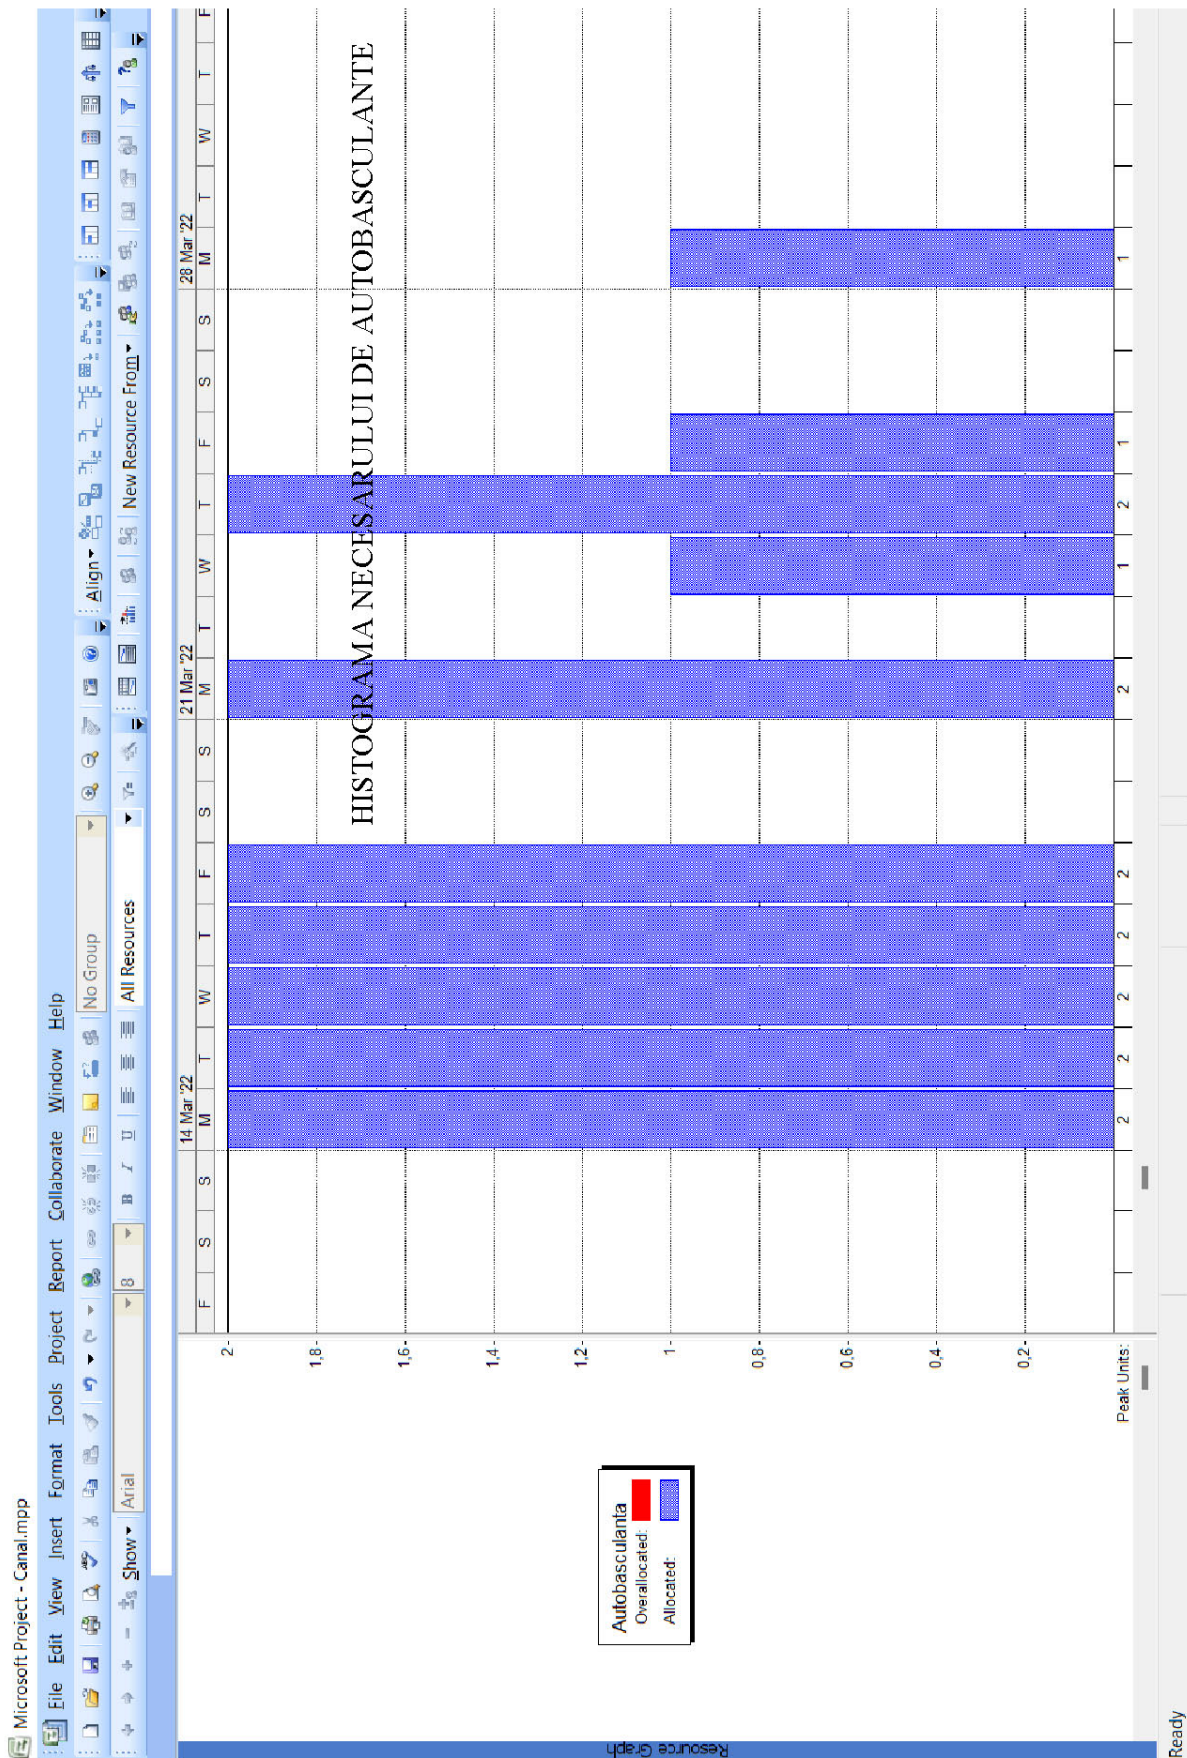 Microsoft Project - Canal.mpp
File Edit View Insert Format Tools Project Report Collaborate Window Help
No Group
Align
Show Arial 8 B I U All Resources New Resource From
14 Mar '22 21 Mar '22 28 Mar '22
F S S M T W T F S S M T W T F S S M T W T F
HISTOGRAMA NECESARULUI DE AUTOBASCULANTE
2
1,8
1,6
1,4
1,2
1
0,8
0,6
0,4
0,2
Autobasculanta
Overallocated:
Allocated:
Peak Units: 2 2 2 2 2 2 1 2 1 1
Resource Graph
Ready